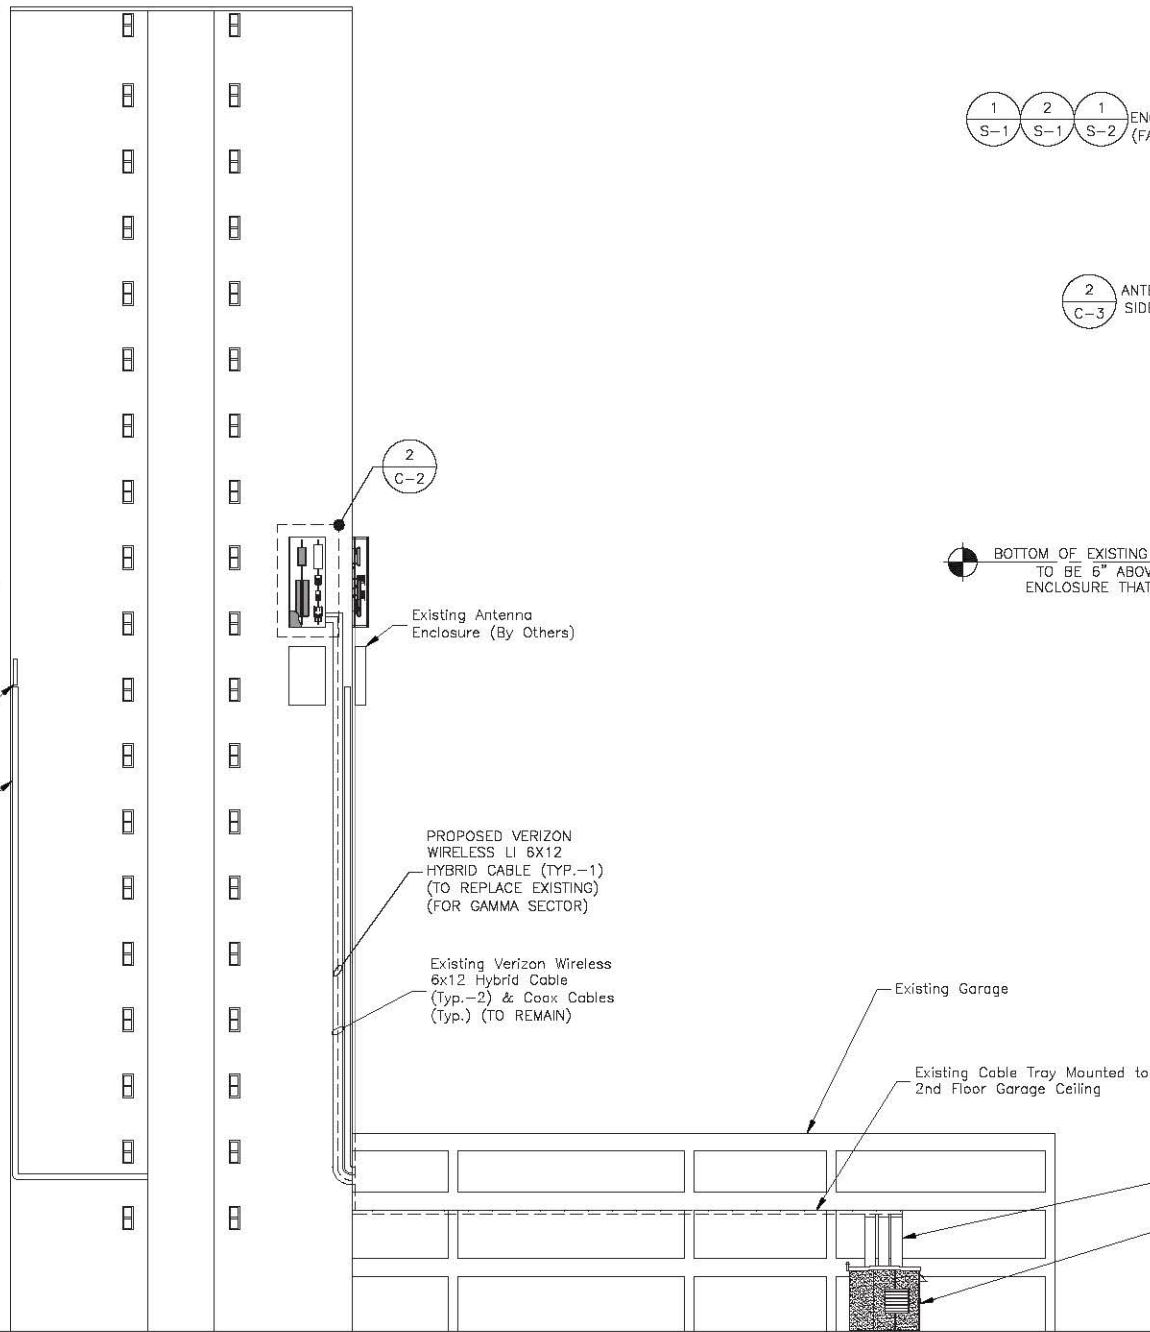 1
S-1
2
S-1
1
S-2
2
C-3
ANTE
SIDE
2
C-2
BOTTOM OF EXISTING
TO BE 6" ABOV
ENCLOSURE THAT
Existing Antenna
Enclosure (By Others)
PROPOSED VERIZON
WIRELESS LI 6X12
HYBRID CABLE (TYP.-1)
(TO REPLACE EXISTING)
(FOR GAMMA SECTOR)
Existing Verizon Wireless
6x12 Hybrid Cable
(Typ.-2) & Coax Cables
(Typ.) (TO REMAIN)
Existing Garage
Existing Cable Tray Mounted to
2nd Floor Garage Ceiling